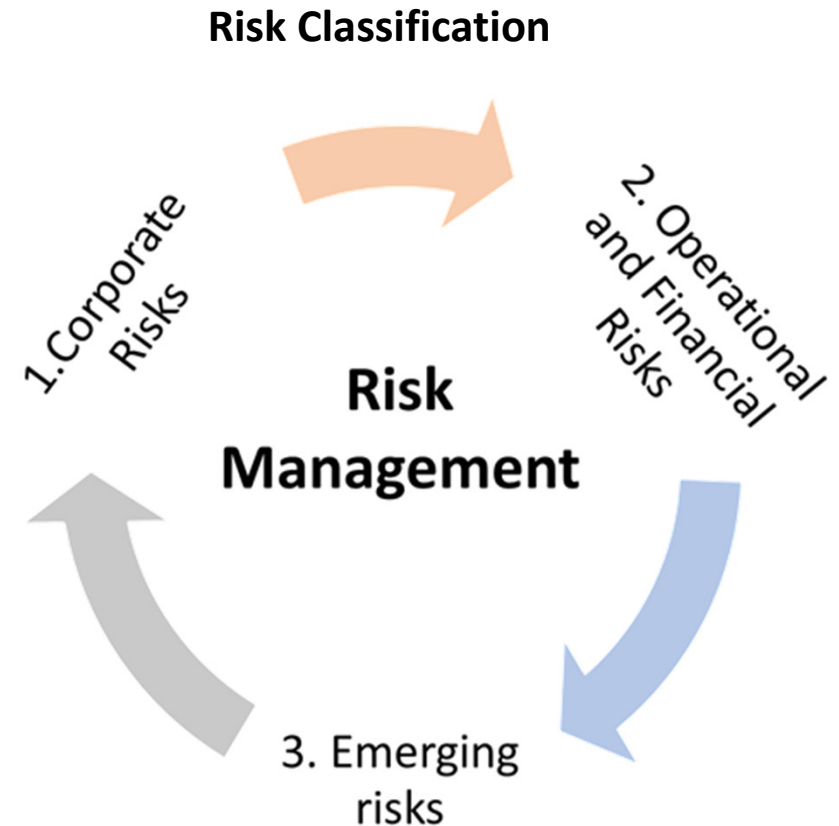 Risk Classification
1.Corporate
Risks
2. Operational
and Financial
Risks
Risk
Management
3. Emerging
risks